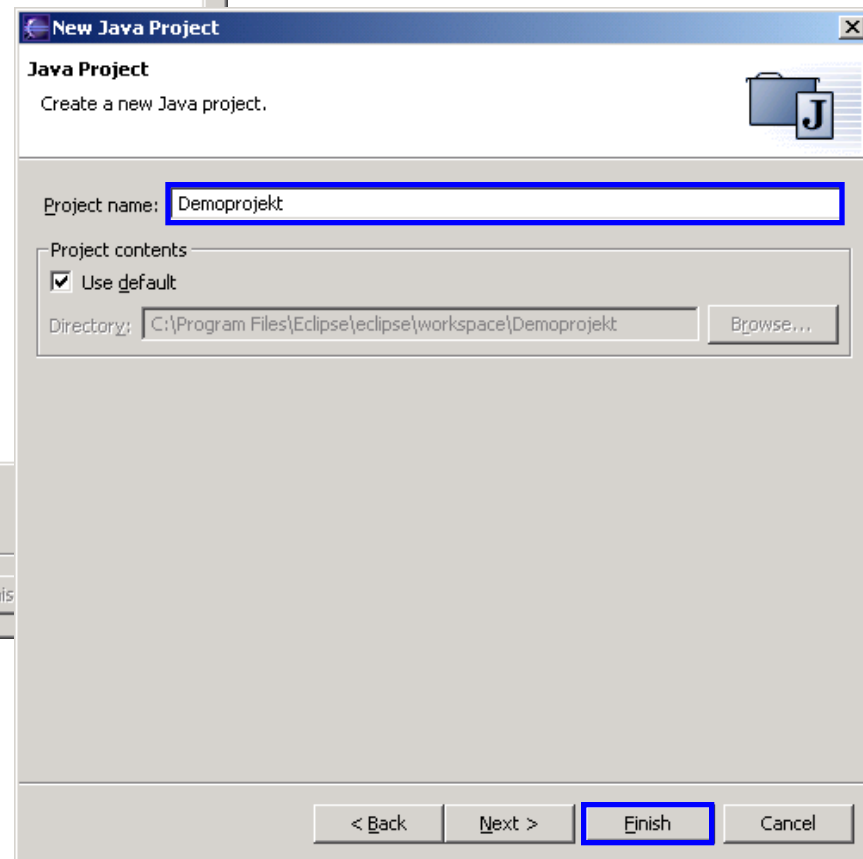 New Java Project
Java Project
Create a new Java project.
J
Project name: Demoprojekt
Project contents
Use default
Directory: C:\Program Files\Eclipse\eclipse\workspace\Demoprojekt Browse...
< Back Next > Finish Cancel